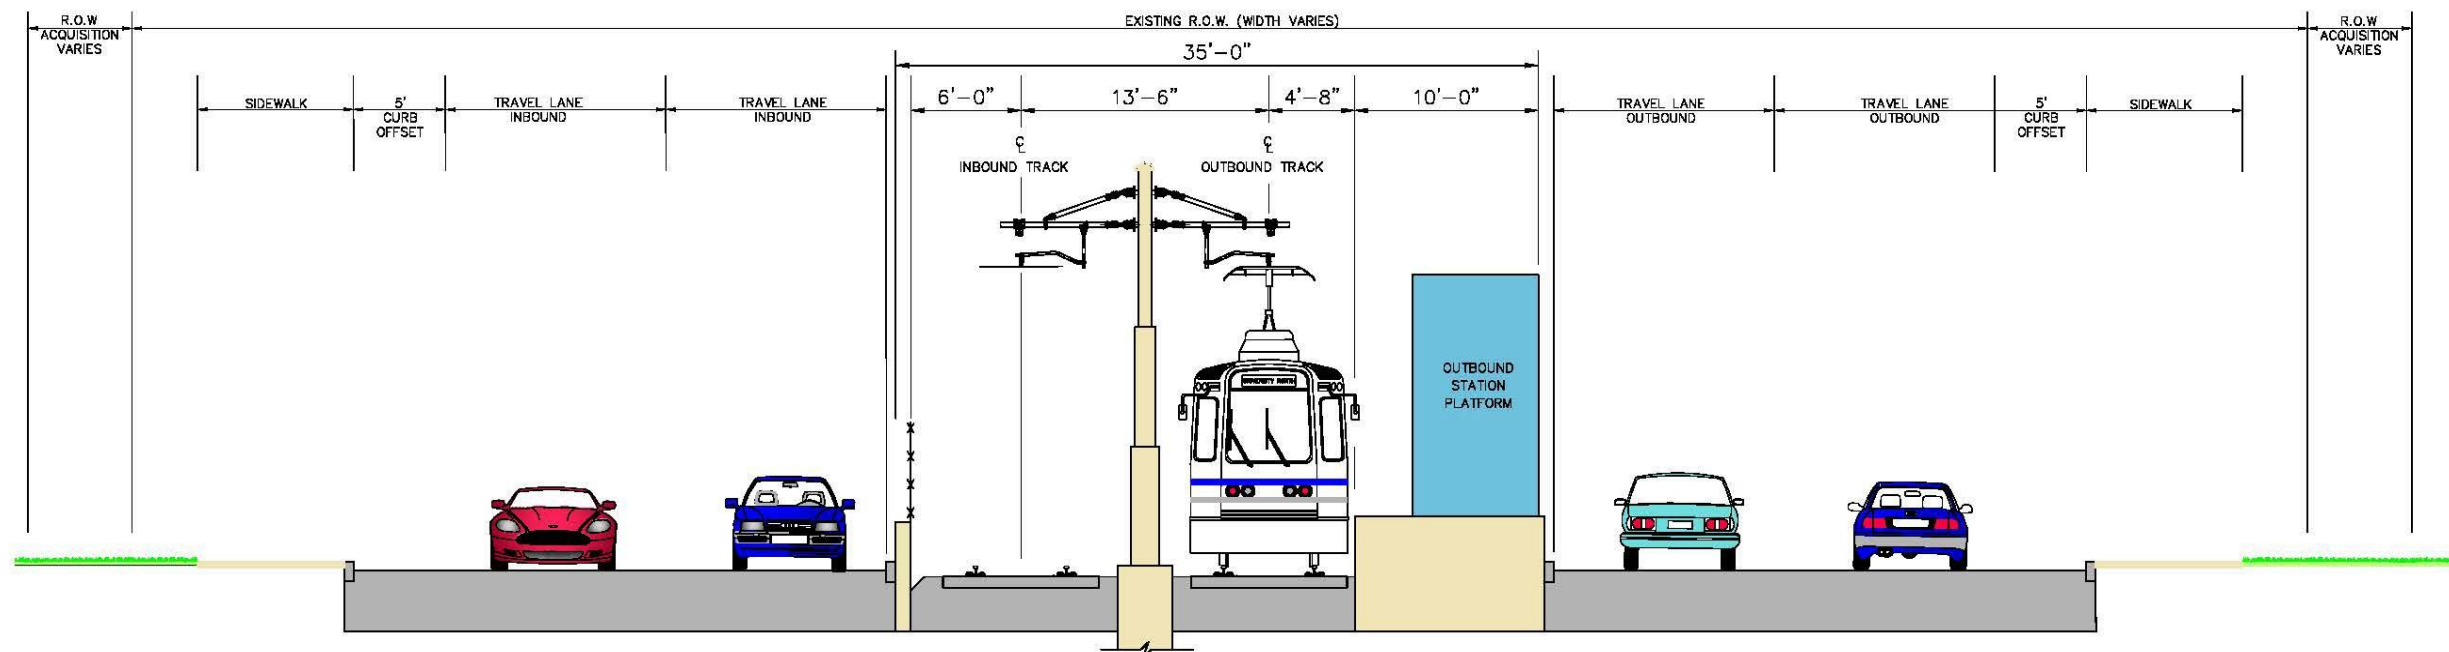 R.O.W
ACQUISITION
VARIES
EXISTING R.O.W. (WIDTH VARIES)
R.O.W
ACQUISITION
VARIES
35'-0"
SIDEWALK
5'
CURB
OFFSET
TRAVEL LANE
INBOUND
TRAVEL LANE
INBOUND
6'-0"
13'-6"
4'-8"
10'-0"
TRAVEL LANE
OUTBOUND
TRAVEL LANE
OUTBOUND
5'
CURB
OFFSET
SIDEWALK
℄
INBOUND TRACK
℄
OUTBOUND TRACK
OUTBOUND
STATION
PLATFORM